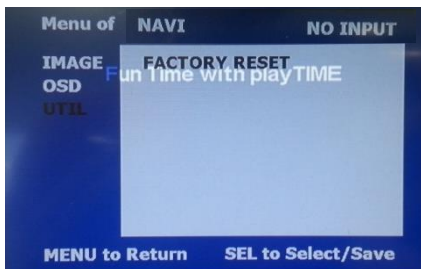 Menu of NAVI NO INPUT
IMAGE FACTORY RESET
Fun Time with playTIME
OSD
UTIL
MENU to Return SEL to Select/Save